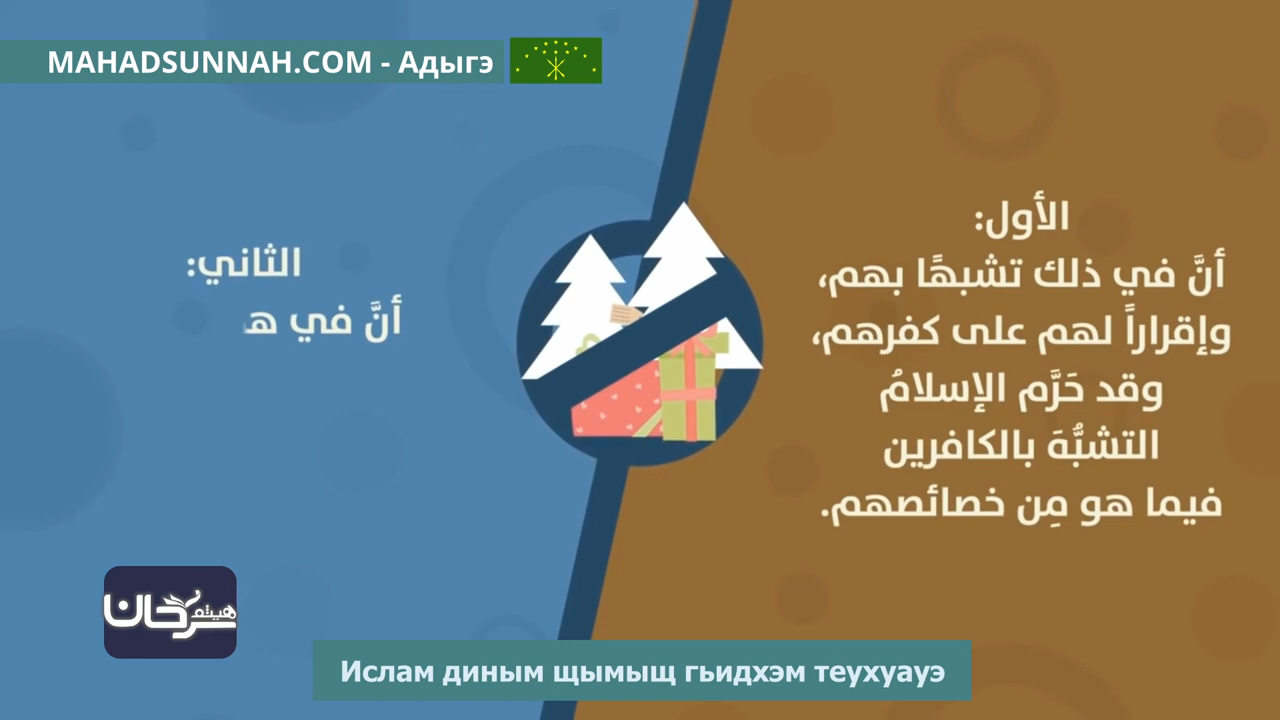 MAHADSUNNAH.COM - Адыгэ
الأول:
أنَّ في ذلك تشبهًا بهم،
وإقراراً لهم على كفرهم،
وقد حَرَّم الإسلامُ
التشبُّهَ بالكافرين
فيما هو مِن خصائصهم.
الثاني:
أنَّ في هـ
هيثم
سرحان
Ислам диным щымыщ гьидхэм теухуауэ